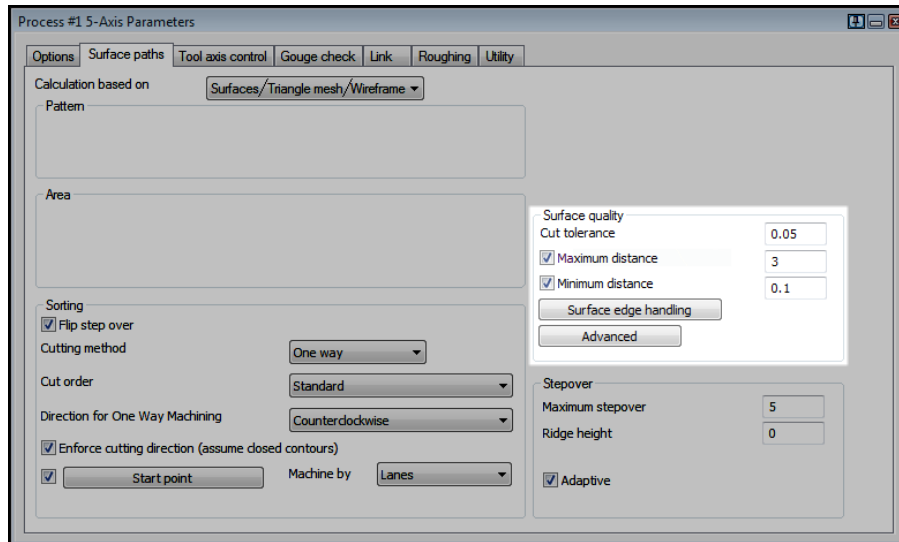 Process #1 5-Axis Parameters
Options Surface paths Tool axis control Gouge check Link Roughing Utility
Calculation based on Surfaces/Triangle mesh/Wireframe
Pattern
Area
Surface quality
Cut tolerance 0.05
Maximum distance 3
Minimum distance 0.1
Surface edge handling
Advanced
Sorting
Flip step over
Cutting method One way
Cut order Standard
Direction for One Way Machining Counterclockwise
Enforce cutting direction (assume closed contours)
Start point Machine by Lanes
Stepover
Maximum stepover 5
Ridge height 0
Adaptive